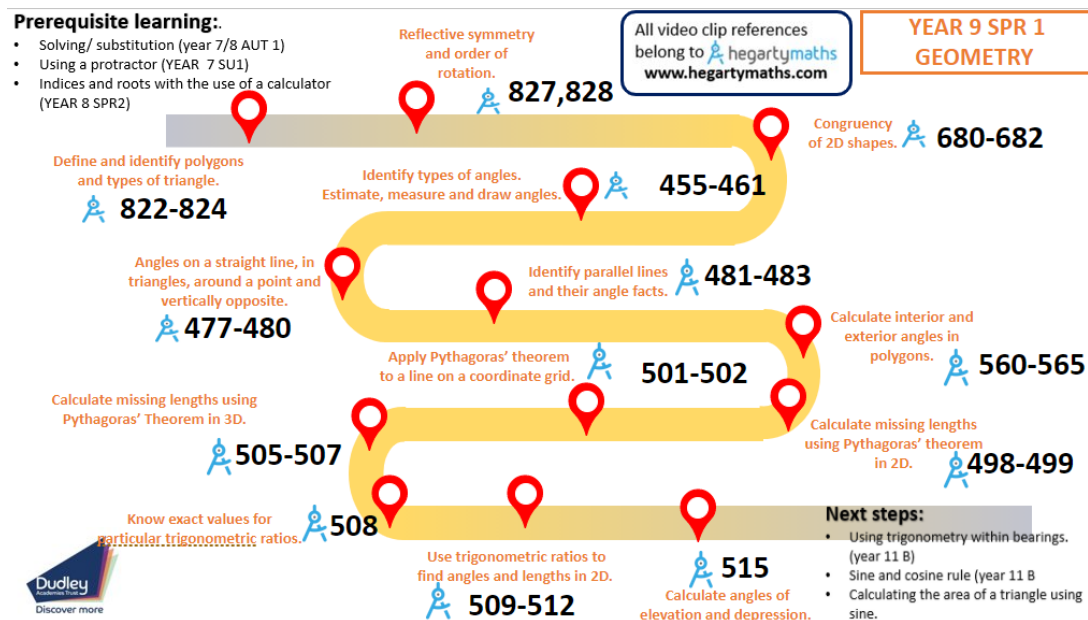 Prerequisite learning:.
• Solving/ substitution (year 7/8 AUT 1)
• Using a protractor (YEAR 7 SU1)
• Indices and roots with the use of a calculator
(YEAR 8 SPR2)
All video clip references
belong to hegartymaths
www.hegartymaths.com
YEAR 9 SPR 1
GEOMETRY
Define and identify polygons
and types of triangle.
822-824
Reflective symmetry
and order of
rotation.
827,828
Congruency
of 2D shapes.
680-682
Identify types of angles.
Estimate, measure and draw angles.
455-461
Angles on a straight line, in
triangles, around a point and
vertically opposite.
477-480
Identify parallel lines
and their angle facts.
481-483
Calculate interior and
exterior angles in
polygons.
560-565
Calculate missing lengths
using Pythagoras' theorem
in 2D.
498-499
Apply Pythagoras' theorem
to a line on a coordinate grid.
501-502
Calculate missing lengths using
Pythagoras' Theorem in 3D.
505-507
Know exact values for
particular trigonometric ratios.
508
Use trigonometric ratios to
find angles and lengths in 2D.
509-512
515
Calculate angles of
elevation and depression.
Next steps:
• Using trigonometry within bearings.
(year 11 B)
• Sine and cosine rule (year 11 B
• Calculating the area of a triangle using
sine.
Dudley
Academies Trust
Discover more